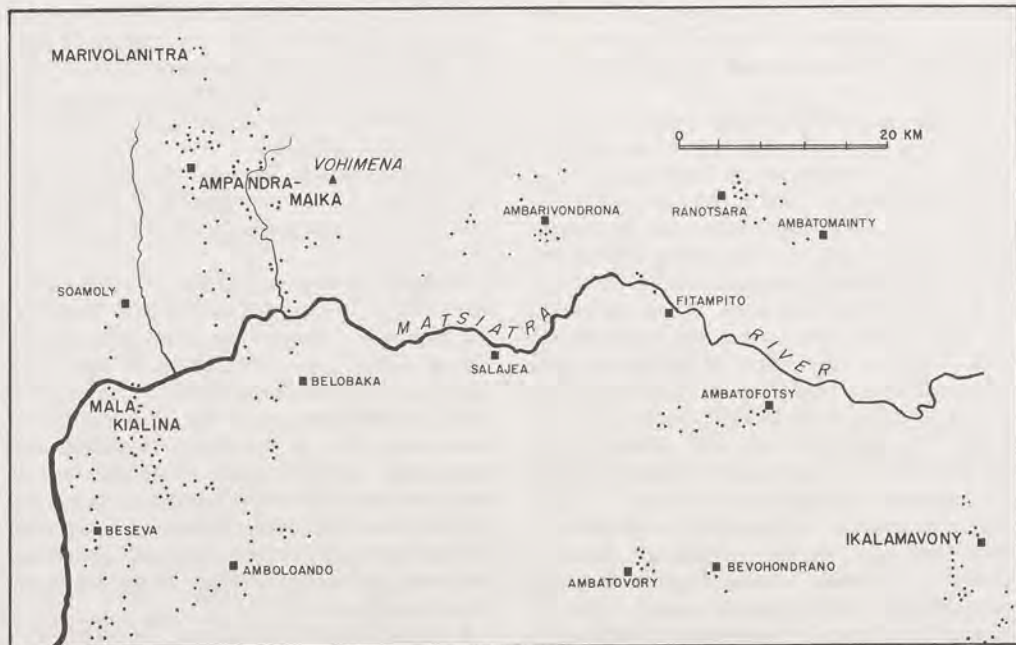 MARIVOLANITRA
0 20 KM
VOHIMENA
AMPANDRA-
MAIKA
RANOTSARA
AMBARIVONDRONA
AMBATOMAINTY
SOAMOLY
FITAMPITO
MATSIATRA RIVER
SALAJEA
BELOBAKA
AMBATOFOTSY
MALA-
KIALINA
BESEVA
IKALAMAVONY
AMBOLOANDO
AMBATOVORY
BEVOHONDRANO